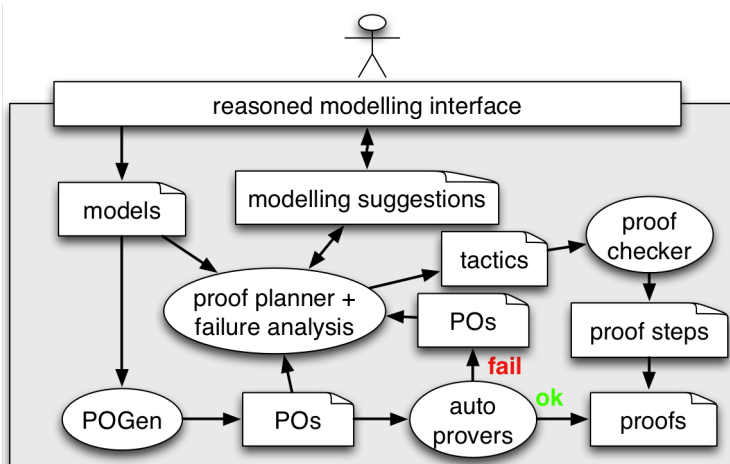 reasoned modelling interface
models
modelling suggestions
proof
checker
tactics
proof planner +
failure analysis
POs
proof steps
fail
POGen
POs
auto
provers
ok
proofs